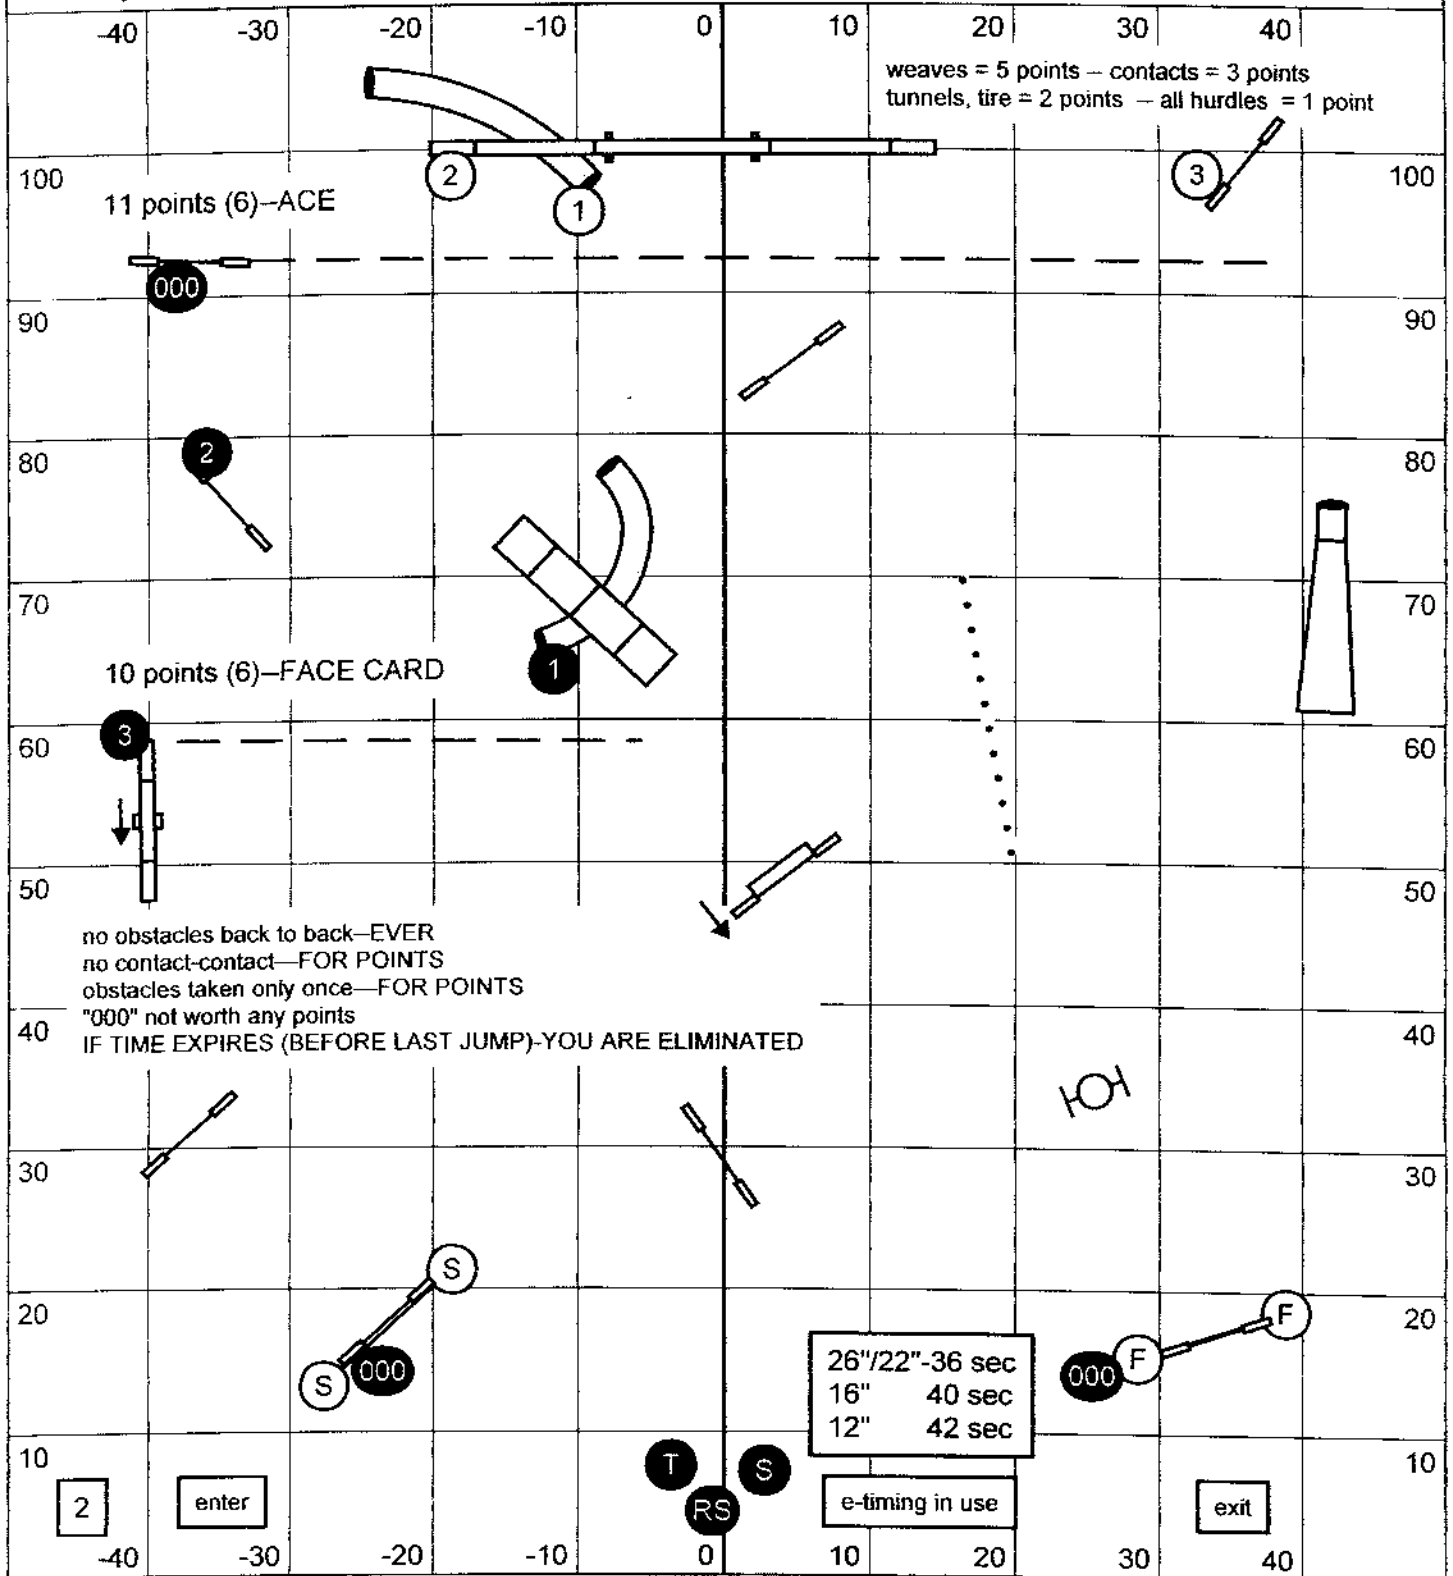 -40 -30 -20 -10 0 10 20 30 40
weaves = 5 points – contacts = 3 points
tunnels, tire = 2 points – all hurdles = 1 point
100 2 3 100
1
11 points (6)–ACE
000
90 90
2
80 80
70 70
1
10 points (6)–FACE CARD
3
60 60
50 50
no obstacles back to back—EVER
no contact-contact—FOR POINTS
obstacles taken only once—FOR POINTS
"000" not worth any points
40 40
IF TIME EXPIRES (BEFORE LAST JUMP)-YOU ARE ELIMINATED
30 30
S
20 F 20
S 000 000 F
26"/22"-36 sec
16" 40 sec
12" 42 sec
10 10
T S
RS
2 enter e-timing in use exit
-40 -30 -20 -10 0 10 20 30 40